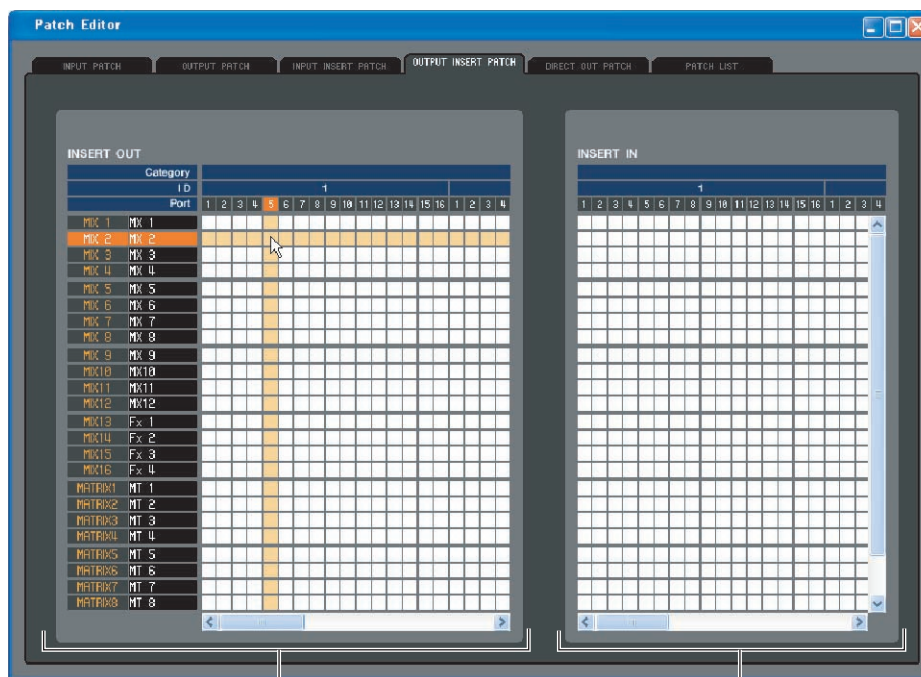 Patch Editor
INPUT PATCH OUTPUT PATCH INPUT INSERT PATCH OUTPUT INSERT PATCH DIRECT OUT PATCH PATCH LIST
INSERT OUT
Category
ID 1
Port 1 2 3 4 5 6 7 8 9 10 11 12 13 14 15 16 1 2 3 4
MIX 1 MX 1
MIX 2 MX 2
MIX 3 MX 3
MIX 4 MX 4
MIX 5 MX 5
MIX 6 MX 6
MIX 7 MX 7
MIX 8 MX 8
MIX 9 MX 9
MIX10 MX10
MIX11 MX11
MIX12 MX12
MIX13 Fx 1
MIX14 Fx 2
MIX15 Fx 3
MIX16 Fx 4
MATRIX1 MT 1
MATRIX2 MT 2
MATRIX3 MT 3
MATRIX4 MT 4
MATRIX5 MT 5
MATRIX6 MT 6
MATRIX7 MT 7
MATRIX8 MT 8
INSERT IN
1
1 2 3 4 5 6 7 8 9 10 11 12 13 14 15 16 1 2 3 4